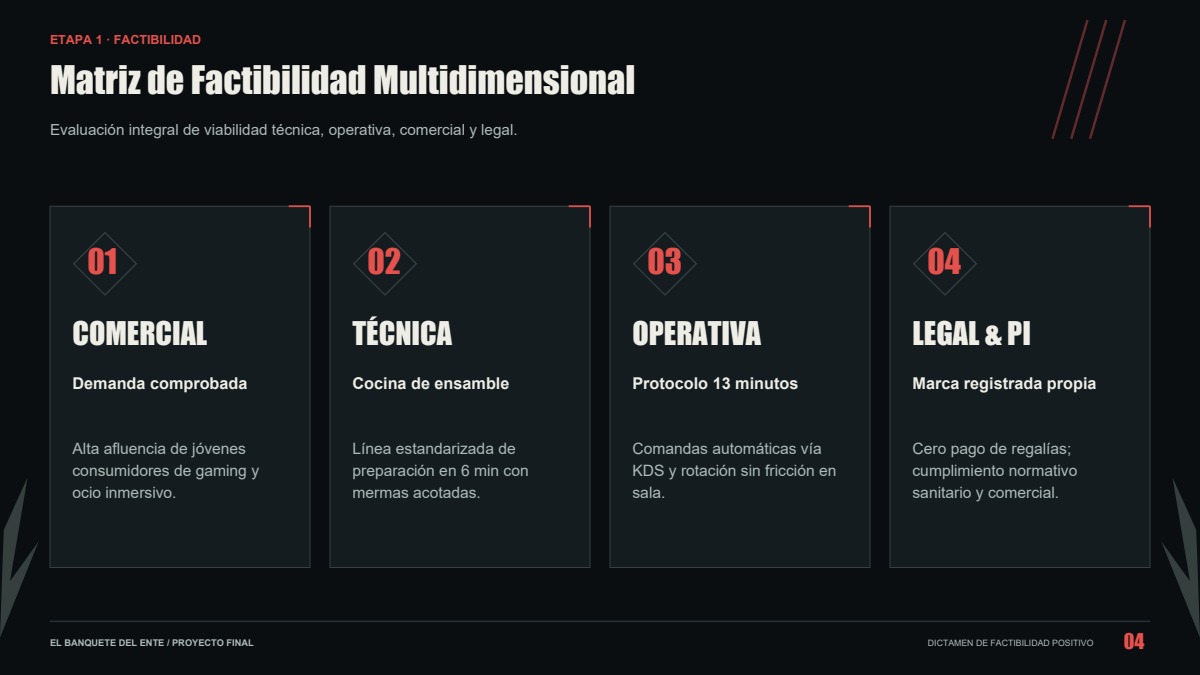 ETAPA 1 · FACTIBILIDAD
Matriz de Factibilidad Multidimensional
Evaluación integral de viabilidad técnica, operativa, comercial y legal.
01
COMERCIAL
Demanda comprobada
Alta afluencia de jóvenes
consumidores de gaming y
ocio inmersivo.
02
TÉCNICA
Cocina de ensamble
Línea estandarizada de
preparación en 6 min con
mermas acotadas.
03
OPERATIVA
Protocolo 13 minutos
Comandas automáticas vía
KDS y rotación sin fricción en
sala.
04
LEGAL & PI
Marca registrada propia
Cero pago de regalías;
cumplimiento normativo
sanitario y comercial.
EL BANQUETE DEL ENTE / PROYECTO FINAL
DICTAMEN DE FACTIBILIDAD POSITIVO
04